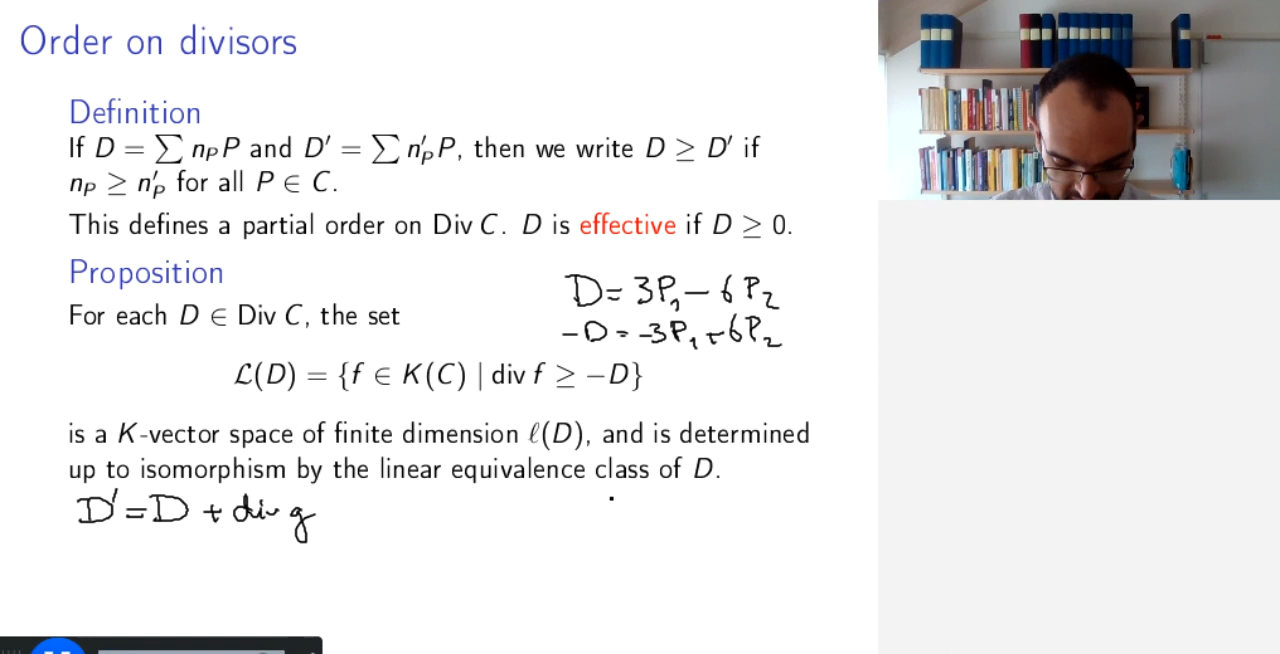 Order on divisors
Definition
If D = ∑ n_P P and D′ = ∑ n′_P P, then we write D ≥ D′ if
n_P ≥ n′_P for all P ∈ C.
This defines a partial order on Div C. D is effective if D ≥ 0.
Proposition
D = 3P₁ − 6P₂
For each D ∈ Div C, the set
−D = −3P₁ + 6P₂
ℒ(D) = {f ∈ K(C) | div f ≥ −D}
is a K-vector space of finite dimension ℓ(D), and is determined
up to isomorphism by the linear equivalence class of D.
D′ = D + div g